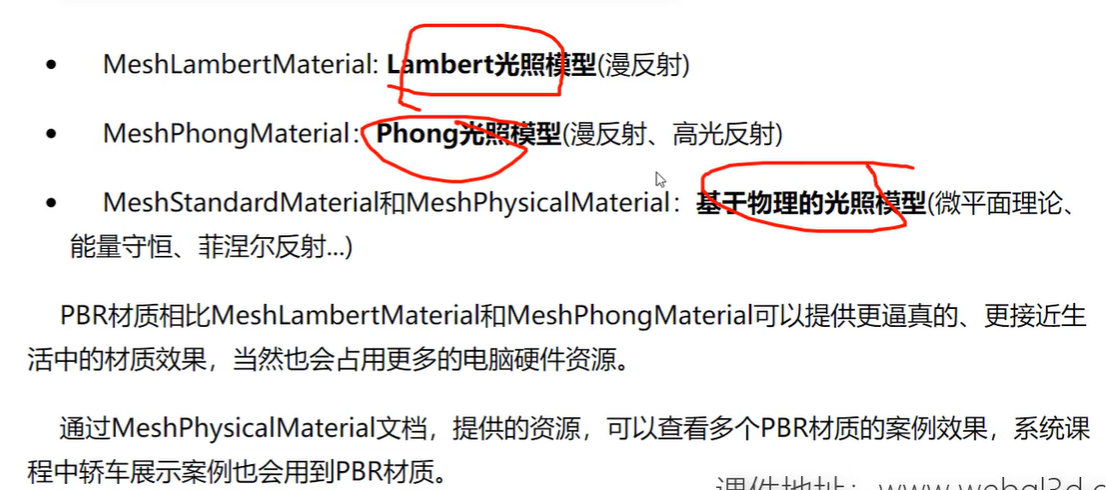 MeshLambertMaterial: Lambert光照模型(漫反射)
MeshPhongMaterial：Phong光照模型(漫反射、高光反射)
MeshStandardMaterial和MeshPhysicalMaterial：基于物理的光照模型(微平面理论、
能量守恒、菲涅尔反射...)
PBR材质相比MeshLambertMaterial和MeshPhongMaterial可以提供更逼真的、更接近生
活中的材质效果，当然也会占用更多的电脑硬件资源。
通过MeshPhysicalMaterial文档，提供的资源，可以查看多个PBR材质的案例效果，系统课
程中轿车展示案例也会用到PBR材质。
课件地址：www.webgl3d.c